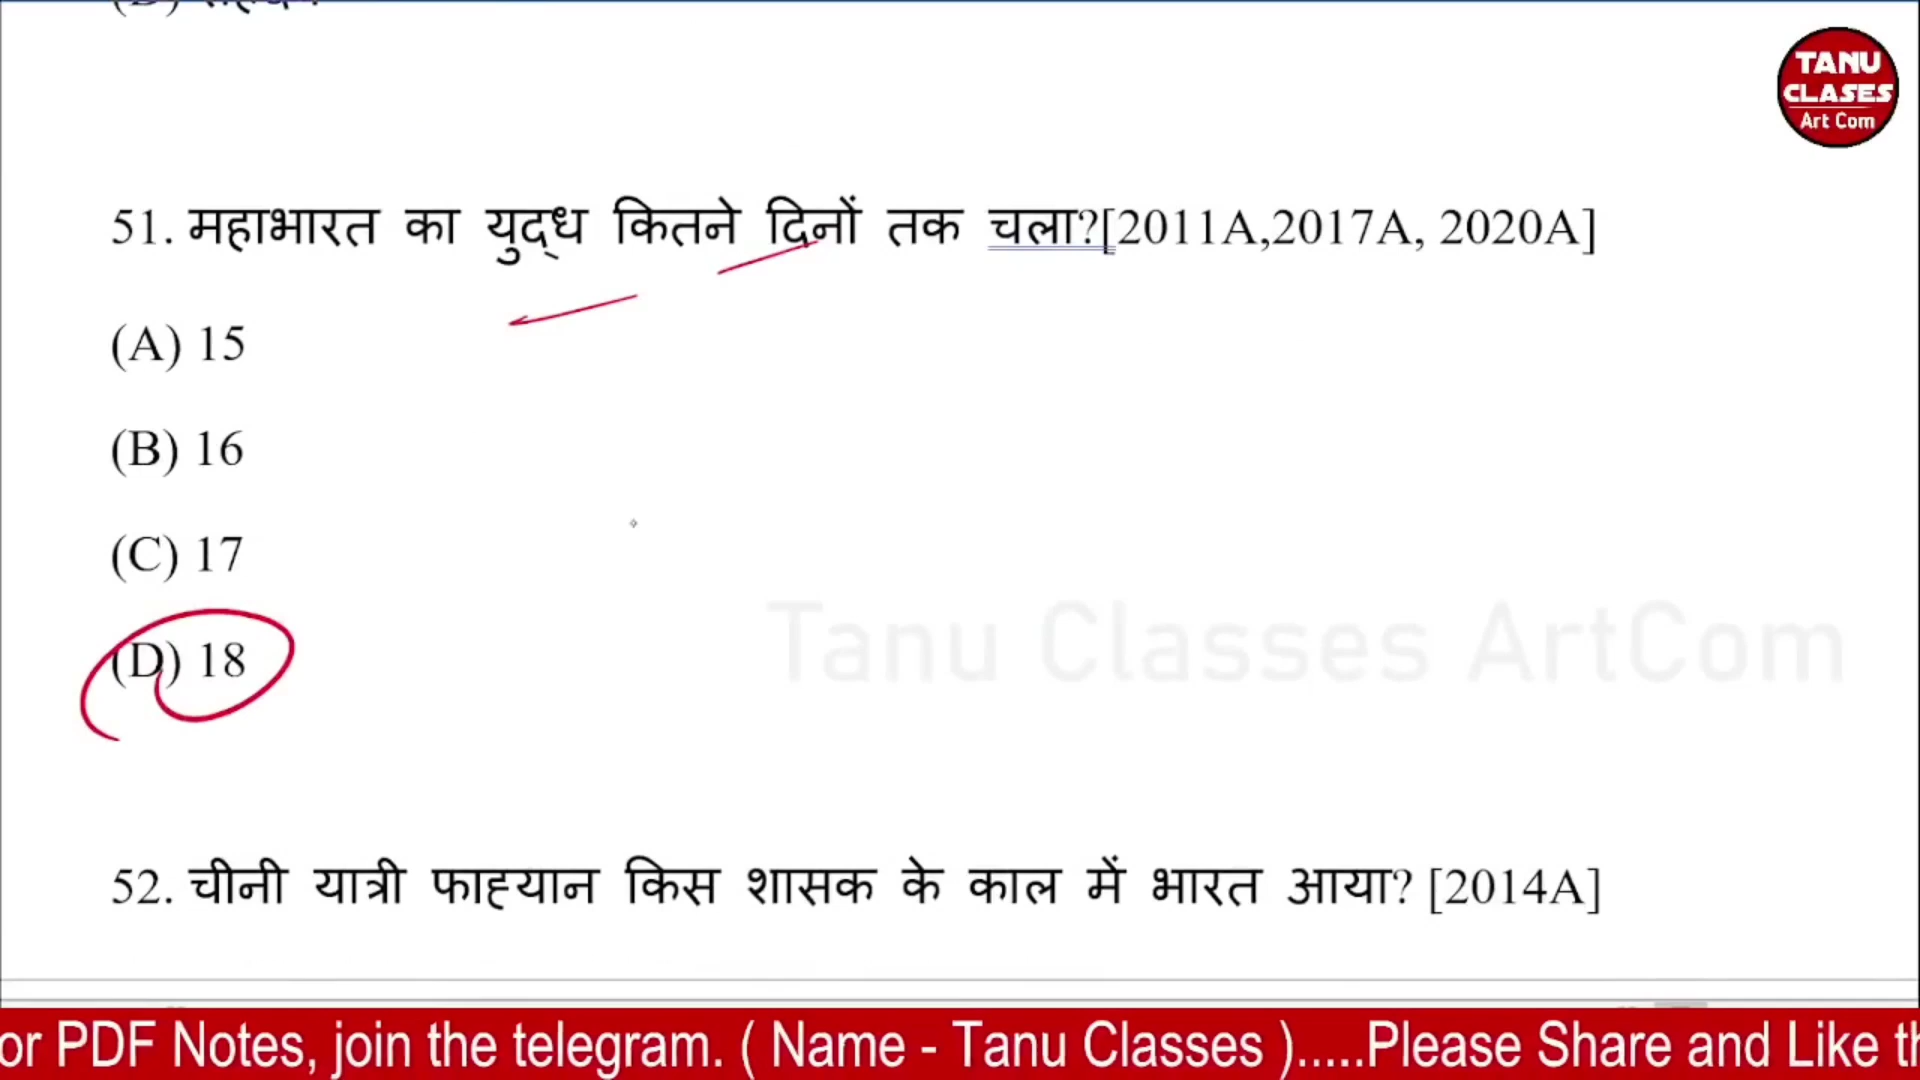 TANU
CLASES
Art Com
51. महाभारत का युद्ध कितने दिनों तक चला?[2011A,2017A, 2020A]
(A) 15
(B) 16
(C) 17
(D) 18
Tanu Classes ArtCom
52. चीनी यात्री फाह्यान किस शासक के काल में भारत आया? [2014A]
or PDF Notes, join the telegram. ( Name - Tanu Classes ).....Please Share and Like th